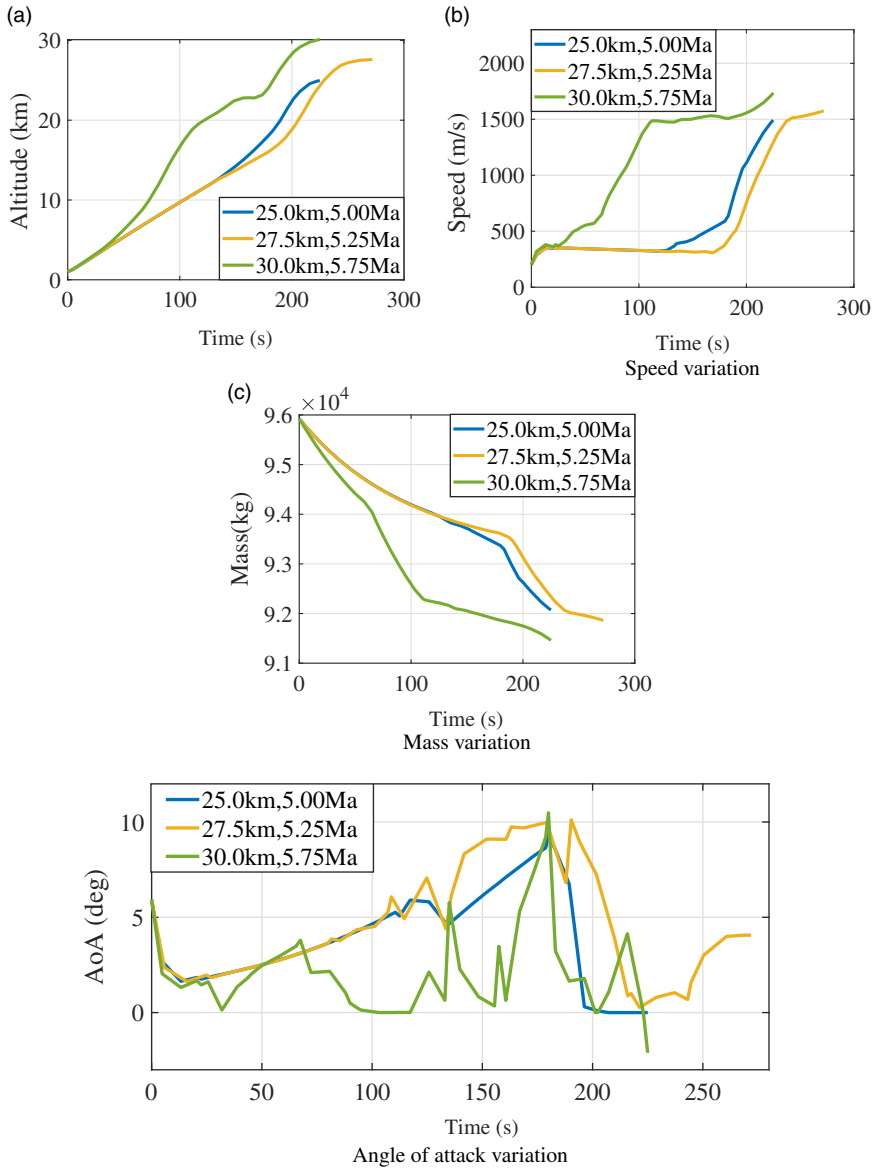 (a)
30
20
10
0
0
100
200
300
Altitude (km)
Time (s)
25.0km,5.00Ma
27.5km,5.25Ma
30.0km,5.75Ma
(b)
2000
1500
1000
500
0
0
100
200
300
Speed (m/s)
Time (s)
25.0km,5.00Ma
27.5km,5.25Ma
30.0km,5.75Ma
Speed variation
(c)
×10⁴
9.6
9.5
9.4
9.3
9.2
9.1
0
100
200
300
Mass(kg)
Time (s)
25.0km,5.00Ma
27.5km,5.25Ma
30.0km,5.75Ma
Mass variation
25.0km,5.00Ma
27.5km,5.25Ma
30.0km,5.75Ma
10
5
0
0
50
100
150
200
250
AoA (deg)
Time (s)
Angle of attack variation